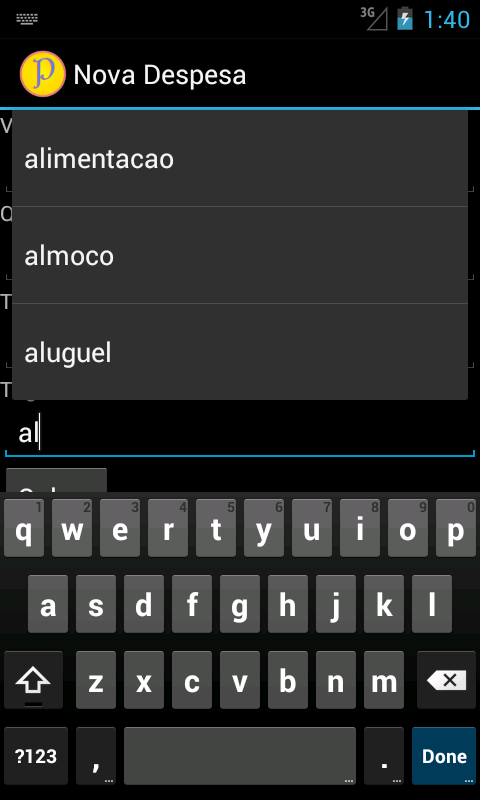 3G 1:40
p Nova Despesa
V
alimentacao
almoco
T
aluguel
T
al
1 2 3 4 5 6 7 8 9 0
q w e r t y u i o p
a s d f g h j k l
z x c v b n m
?123 , ... ... . ... Done ...